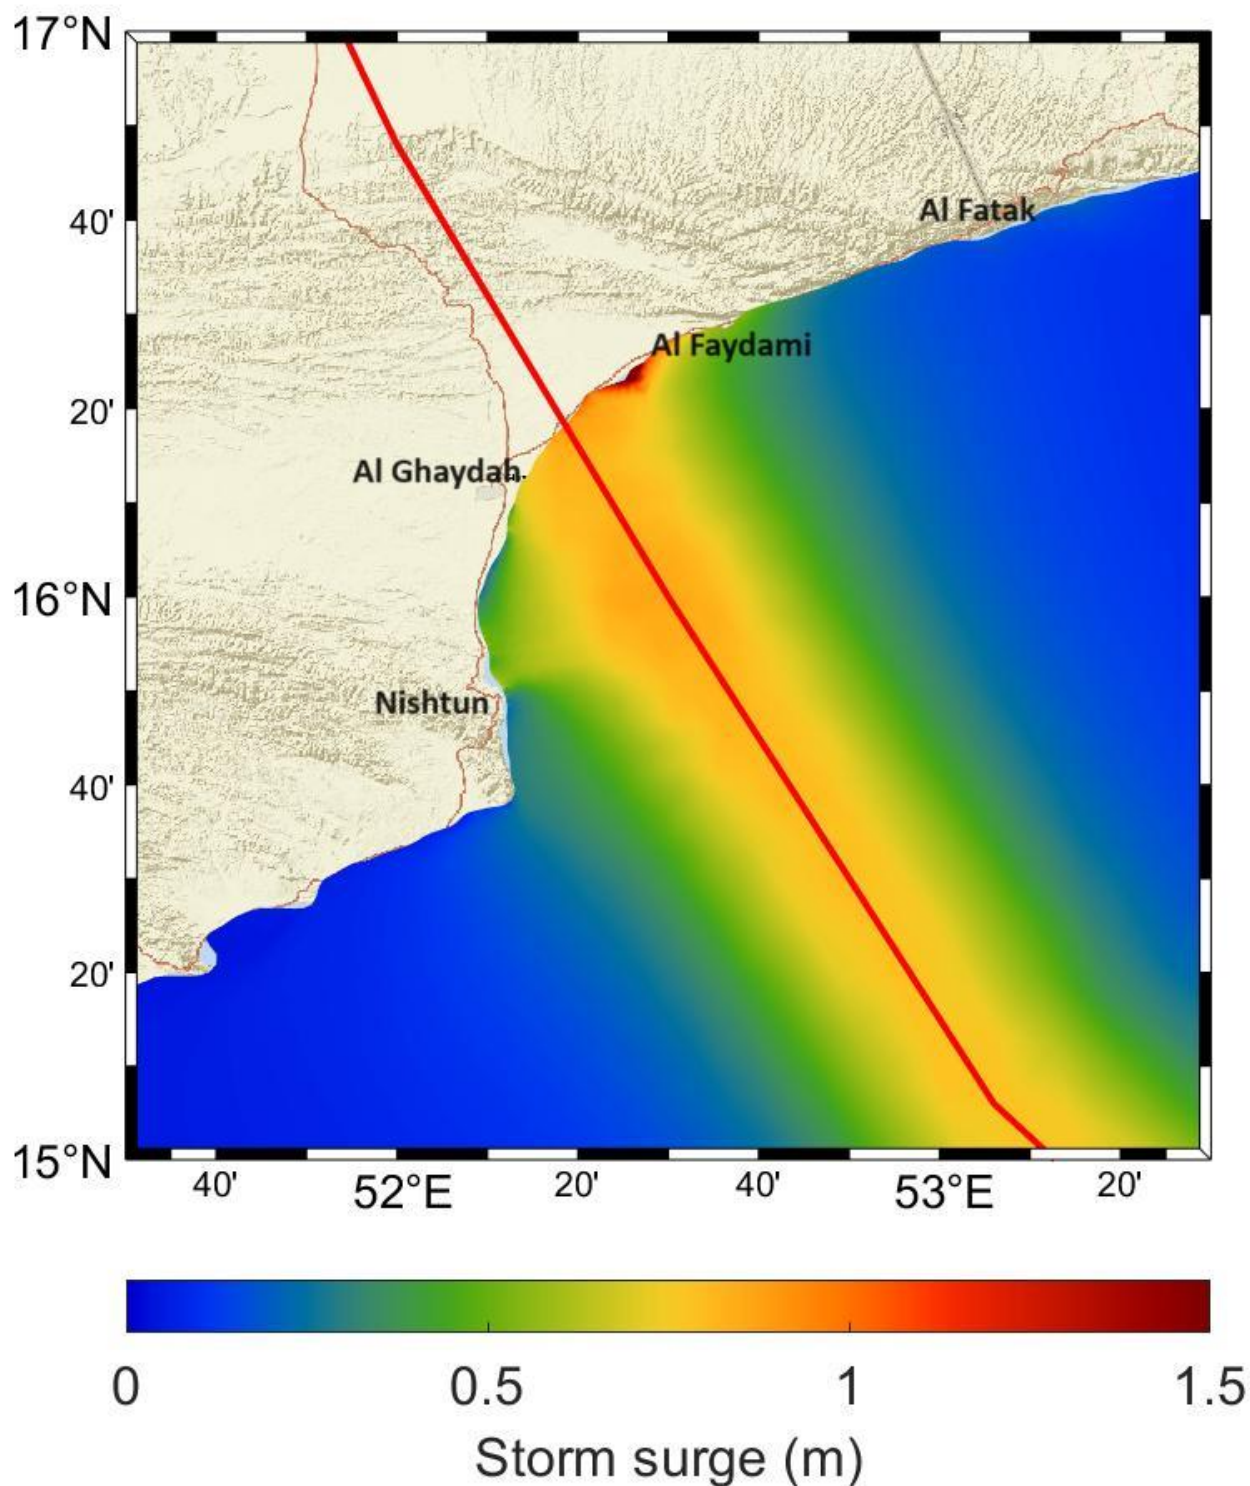 17°N
Al Fatak
40'
Al Faydami
20'
Al Ghaydah
16°N
Nishtun
40'
20'
15°N
40' 52°E 20' 40' 53°E 20'
0 0.5 1 1.5
Storm surge (m)